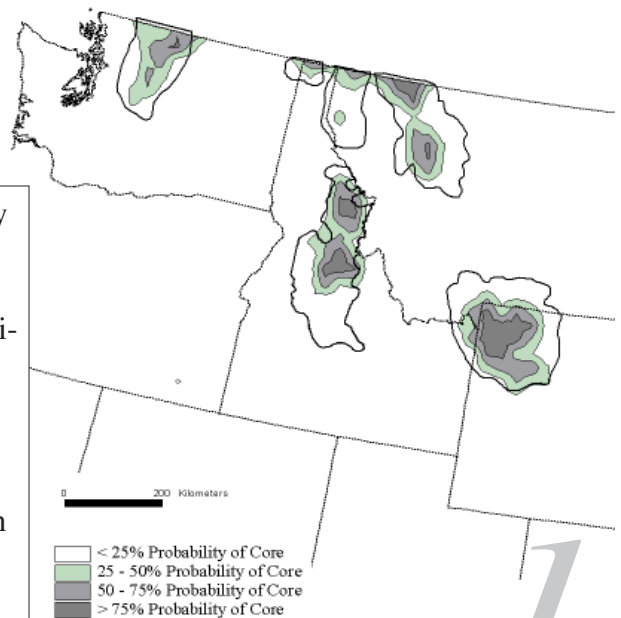 y
i-
n
0 200 Kilometers
< 25% Probability of Core
25 - 50% Probability of Core
50 - 75% Probability of Core
> 75% Probability of Core
1